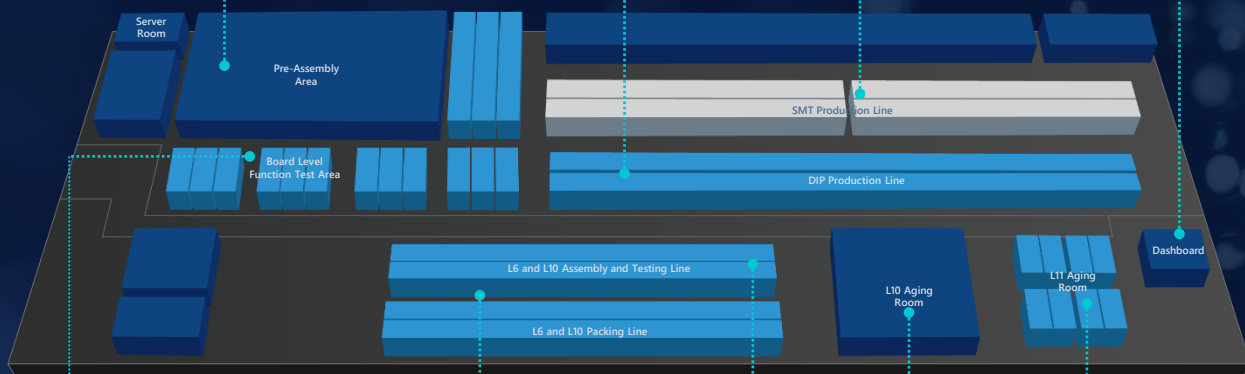 Server
Room
Pre-Assembly
Area
SMT Production Line
Board Level
Function Test Area
DIP Production Line
Dashboard
L6 and L10 Assembly and Testing Line
L11 Aging
Room
L10 Aging
Room
L6 and L10 Packing Line